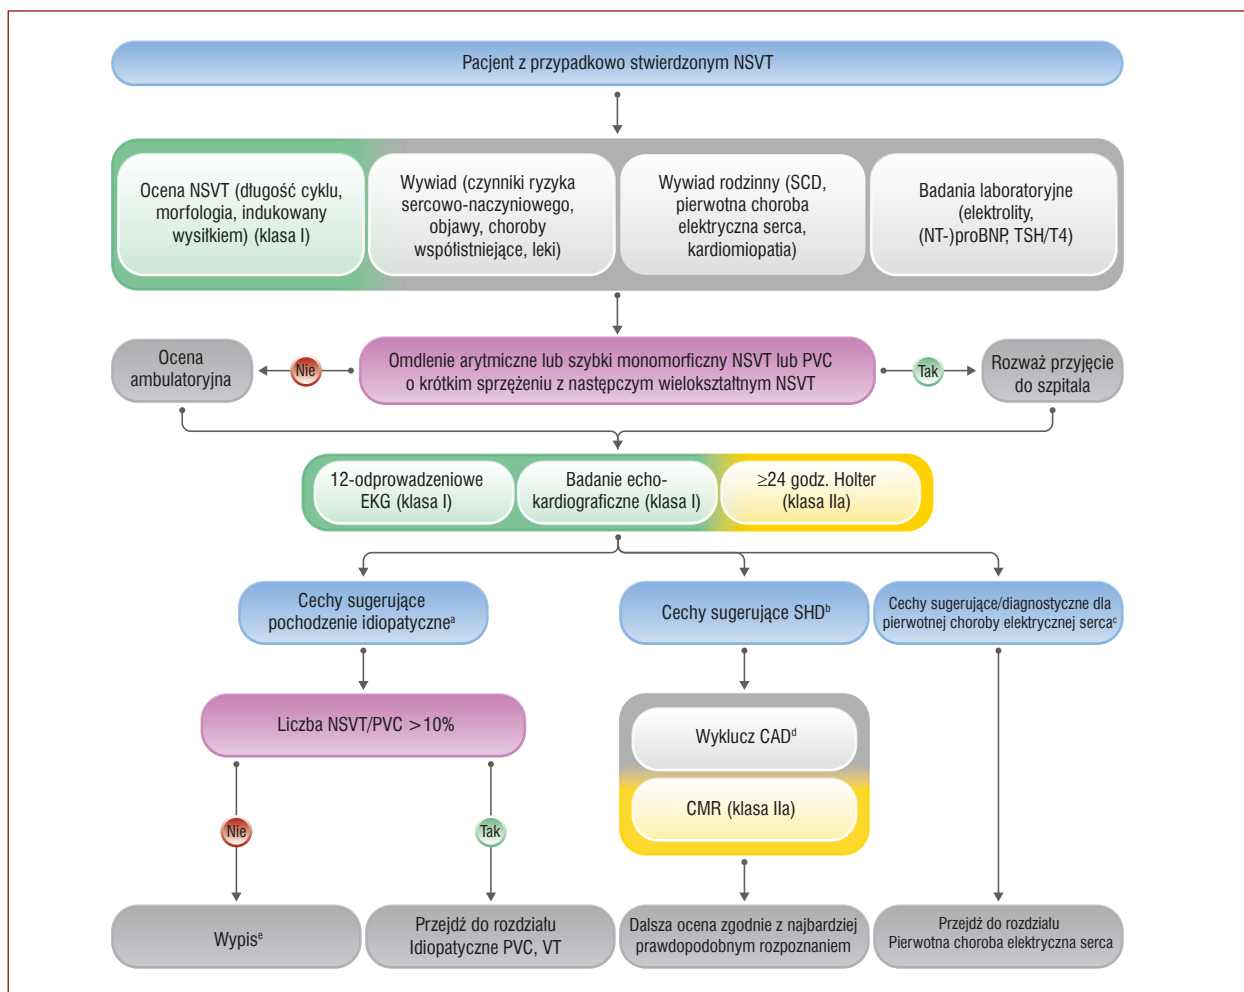 Pacjent z przypadkowo stwierdzonym NSVT
Ocena NSVT (długość cyklu,
morfologia, indukowany
wysiłkiem) (klasa I)
Wywiad (czynniki ryzyka
sercowo-naczyniowego,
objawy, choroby
współistniejące, leki)
Wywiad rodzinny (SCD,
pierwotna choroba
elektryczna serca,
kardiomiopatia)
Badania laboratoryjne
(elektrolity,
(NT-)proBNP, TSH/T4)
Ocena
ambulatoryjna
Nie
Omdlenie arytmiczne lub szybki monomorficzny NSVT lub PVC
o krótkim sprzężeniu z następczym wielokształtnym NSVT
Tak
Rozważ przyjęcie
do szpitala
12-odprowadzeniowe
EKG (klasa I)
Badanie echo-
kardiograficzne (klasa I)
≥24 godz. Holter
(klasa IIa)
Cechy sugerujące
pochodzenie idiopatyczneᵃ
Cechy sugerujące SHDᵇ
Cechy sugerujące/diagnostyczne dla
pierwotnej choroby elektrycznej sercaᶜ
Liczba NSVT/PVC >10%
Wyklucz CADᵈ
CMR (klasa IIa)
Nie
Tak
Wypisᵉ
Przejdź do rozdziału
Idiopatyczne PVC, VT
Dalsza ocena zgodnie z najbardziej
prawdopodobnym rozpoznaniem
Przejdź do rozdziału
Pierwotna choroba elektryczna serca